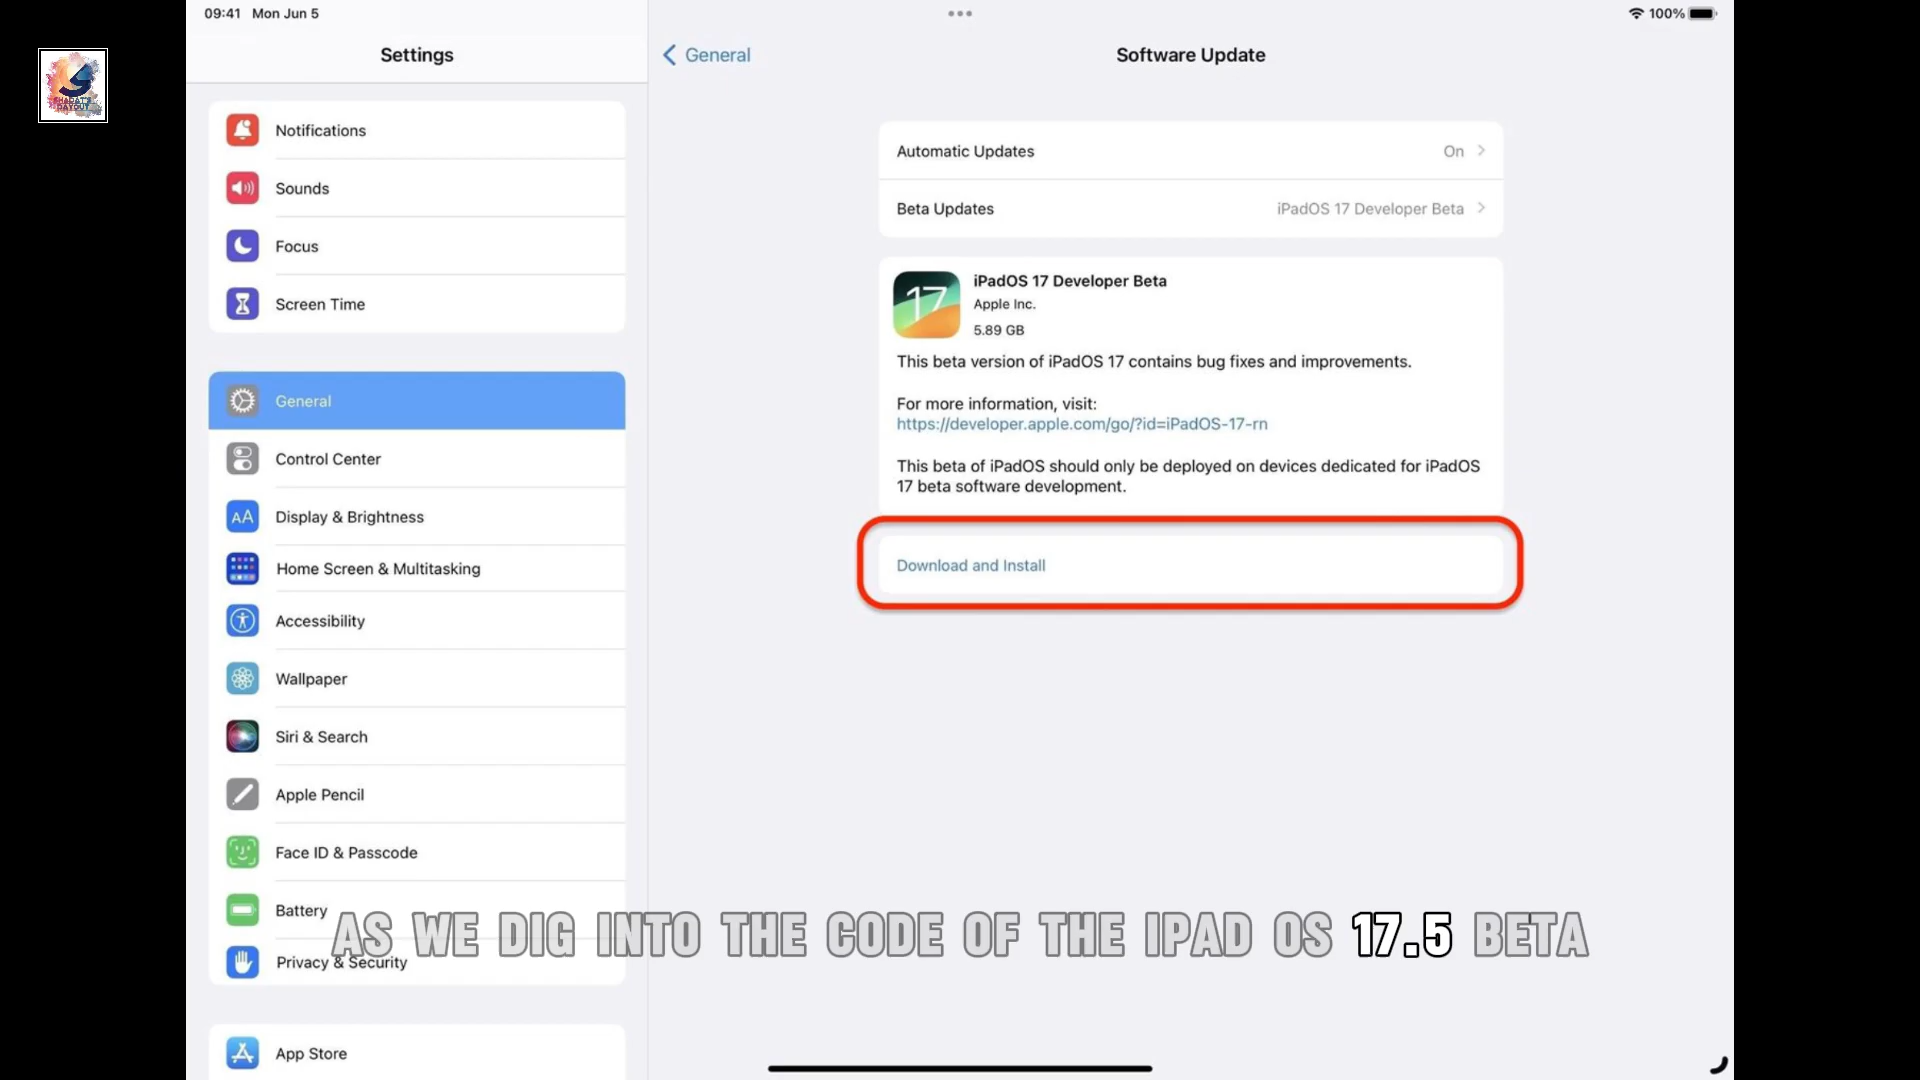 09:41 Mon Jun 5
100%
Settings
General
Software Update
Notifications
Sounds
Focus
Screen Time
General
Control Center
AA
Display & Brightness
Home Screen & Multitasking
Accessibility
Wallpaper
Siri & Search
Apple Pencil
Face ID & Passcode
Battery
Privacy & Security
App Store
Automatic Updates On
Beta Updates iPadOS 17 Developer Beta
17
iPadOS 17 Developer Beta
Apple Inc.
5.89 GB
This beta version of iPadOS 17 contains bug fixes and improvements.
For more information, visit:
https://developer.apple.com/go/?id=iPadOS-17-rn
This beta of iPadOS should only be deployed on devices dedicated for iPadOS
17 beta software development.
Download and Install
AS WE DIG INTO THE CODE OF THE IPAD OS 17.5 BETA